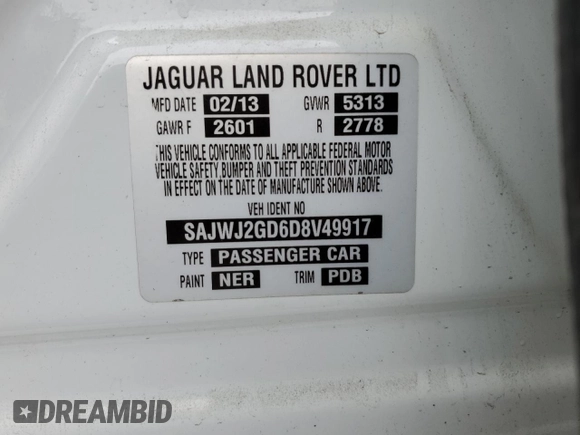 JAGUAR LAND ROVER LTD
MFD DATE 02/13 GVWR 5313
GAWR F 2601 R 2778
THIS VEHICLE CONFORMS TO ALL APPLICABLE FEDERAL MOTOR
VEHICLE SAFETY, BUMPER AND THEFT PREVENTION STANDARDS
IN EFFECT ON THE DATE OF MANUFACTURE SHOWN ABOVE.
VEH IDENT NO
SAJWJ2GD6D8V49917
TYPE PASSENGER CAR
PAINT NER TRIM PDB
DREAMBID